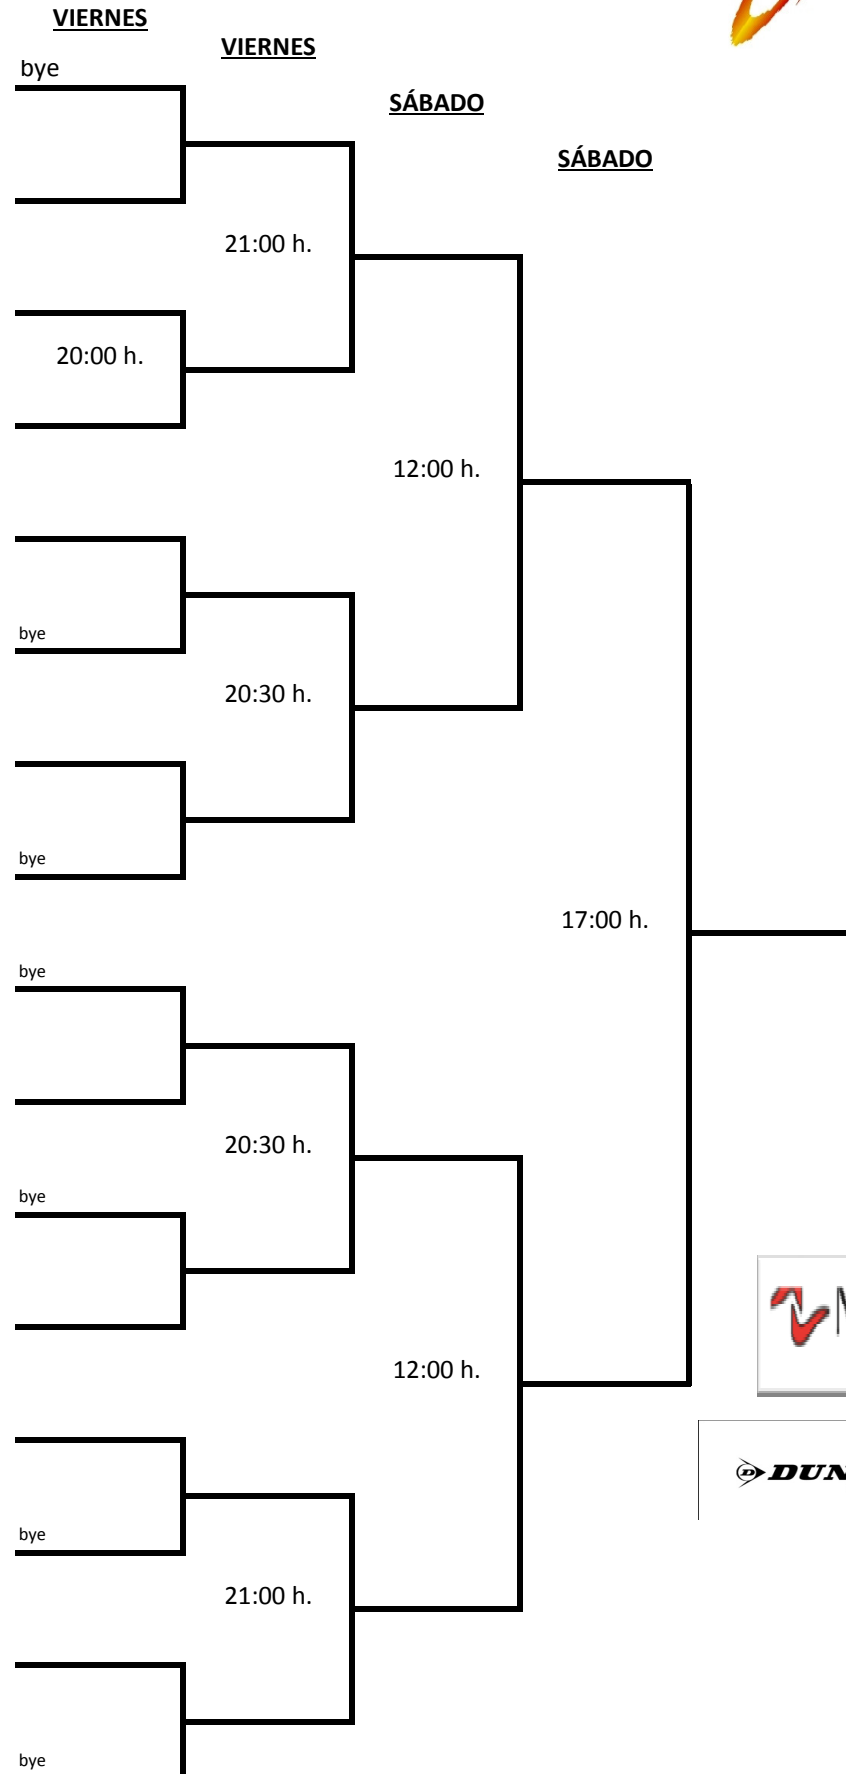 VIERNES
VIERNES
bye
SÁBADO
SÁBADO
21:00 h.
20:00 h.
12:00 h.
bye
20:30 h.
bye
17:00 h.
bye
20:30 h.
bye
12:00 h.
DUN
bye
21:00 h.
bye